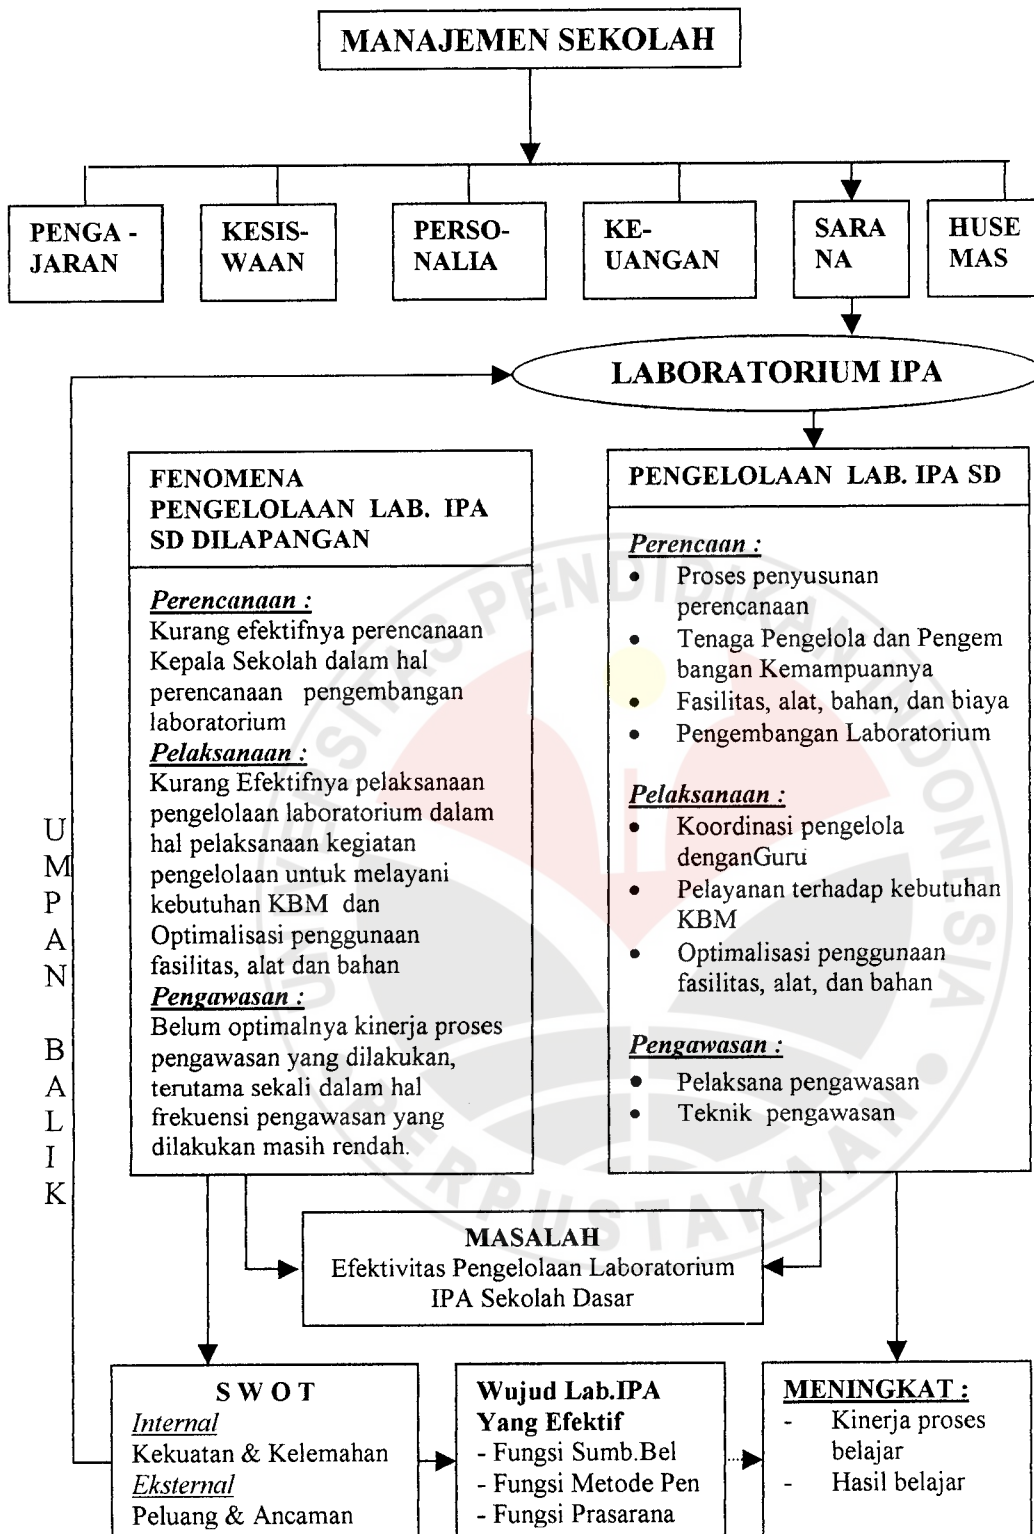 MANAJEMEN SEKOLAH
PENGA -
JARAN
KESIS-
WAAN
PERSO-
NALIA
KE-
UANGAN
SARA
NA
HUSE
MAS
LABORATORIUM IPA
FENOMENA
PENGELOLAAN LAB. IPA
SD DILAPANGAN
Perencanaan :
Kurang efektifnya perencanaan
Kepala Sekolah dalam hal
perencanaan pengembangan
laboratorium
Pelaksanaan :
Kurang Efektifnya pelaksanaan
pengelolaan laboratorium dalam
hal pelaksanaan kegiatan
pengelolaan untuk melayani
kebutuhan KBM dan
Optimalisasi penggunaan
fasilitas, alat dan bahan
Pengawasan :
Belum optimalnya kinerja proses
pengawasan yang dilakukan,
terutama sekali dalam hal
frekuensi pengawasan yang
dilakukan masih rendah.
PENGELOLAAN LAB. IPA SD
Perencaan :
• Proses penyusunan
perencanaan
• Tenaga Pengelola dan Pengem
bangan Kemampuannya
• Fasilitas, alat, bahan, dan biaya
• Pengembangan Laboratorium
Pelaksanaan :
• Koordinasi pengelola
denganGuru
• Pelayanan terhadap kebutuhan
KBM
• Optimalisasi penggunaan
fasilitas, alat, dan bahan
Pengawasan :
• Pelaksana pengawasan
• Teknik pengawasan
UMPAN BALIK
MASALAH
Efektivitas Pengelolaan Laboratorium
IPA Sekolah Dasar
S W O T
Internal
Kekuatan & Kelemahan
Eksternal
Peluang & Ancaman
Wujud Lab.IPA
Yang Efektif
- Fungsi Sumb.Bel
- Fungsi Metode Pen
- Fungsi Prasarana
MENINGKAT :
- Kinerja proses
belajar
- Hasil belajar
UNIVERSITAS PENDIDIKAN INDONESIA
PERPUSTAKAAN